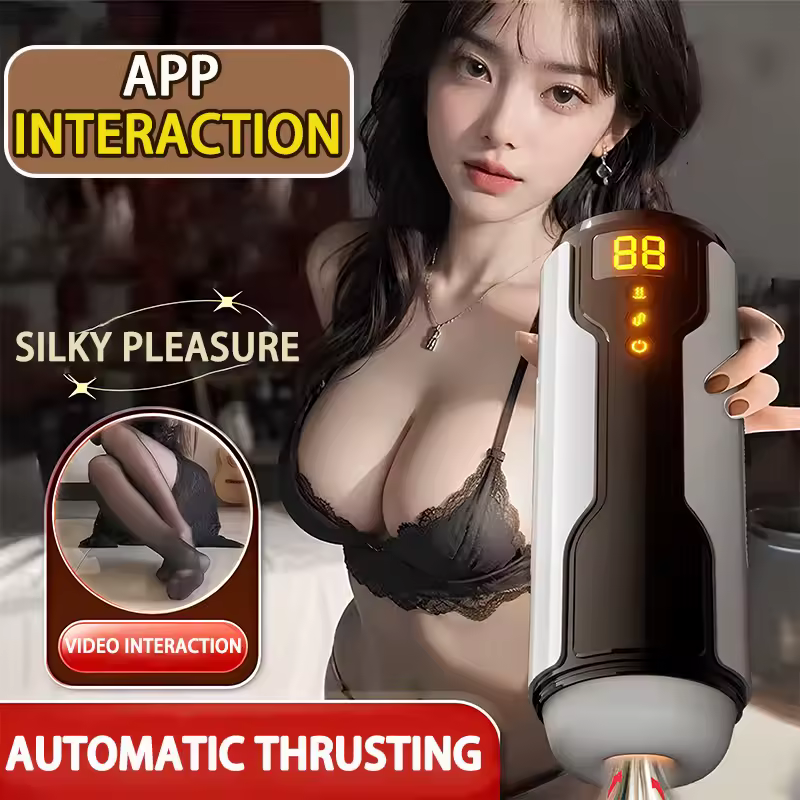 APP
INTERACTION
88
SILKY PLEASURE
VIDEO INTERACTION
AUTOMATIC THRUSTING